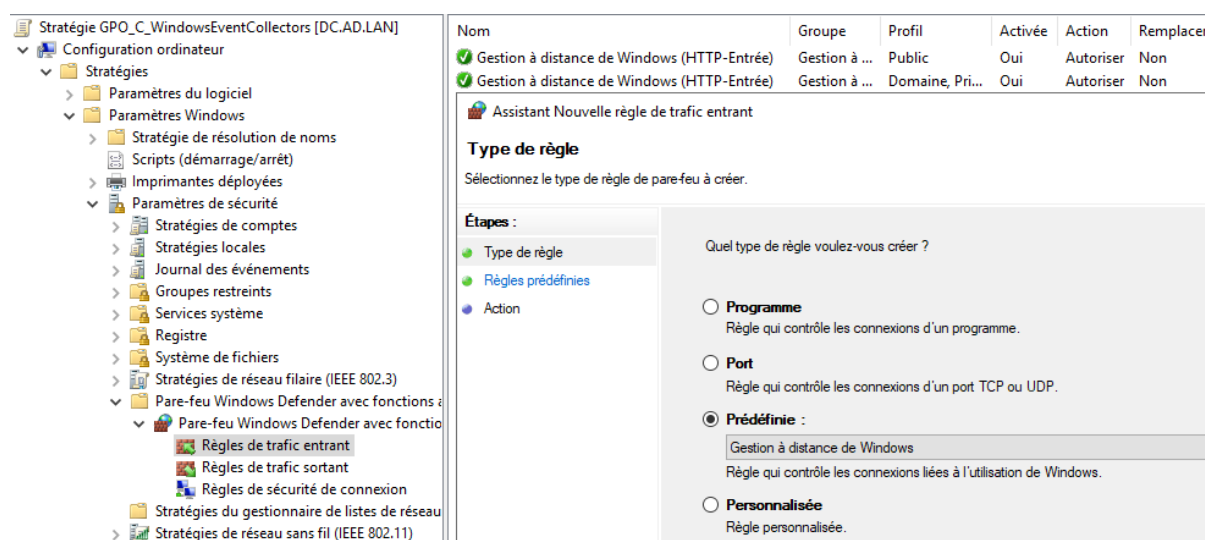 Stratégie GPO_C_WindowsEventCollectors [DC.AD.LAN]
Configuration ordinateur
Stratégies
Paramètres du logiciel
Paramètres Windows
Stratégie de résolution de noms
Scripts (démarrage/arrêt)
Imprimantes déployées
Paramètres de sécurité
Stratégies de comptes
Stratégies locales
Journal des événements
Groupes restreints
Services système
Registre
Système de fichiers
Stratégies de réseau filaire (IEEE 802.3)
Pare-feu Windows Defender avec fonctions
Pare-feu Windows Defender avec fonctio
Règles de trafic entrant
Règles de trafic sortant
Règles de sécurité de connexion
Stratégies du gestionnaire de listes de réseau
Stratégies de réseau sans fil (IEEE 802.11)
Nom Groupe Profil Activée Action Remplacer
Gestion à distance de Windows (HTTP-Entrée) Gestion à ... Public Oui Autoriser Non
Gestion à distance de Windows (HTTP-Entrée) Gestion à ... Domaine, Pri... Oui Autoriser Non
Assistant Nouvelle règle de trafic entrant
Type de règle
Sélectionnez le type de règle de pare-feu à créer.
Étapes :
Type de règle
Règles prédéfinies
Action
Quel type de règle voulez-vous créer ?
Programme
Règle qui contrôle les connexions d'un programme.
Port
Règle qui contrôle les connexions d'un port TCP ou UDP.
Prédéfinie :
Gestion à distance de Windows
Règle qui contrôle les connexions liées à l'utilisation de Windows.
Personnalisée
Règle personnalisée.